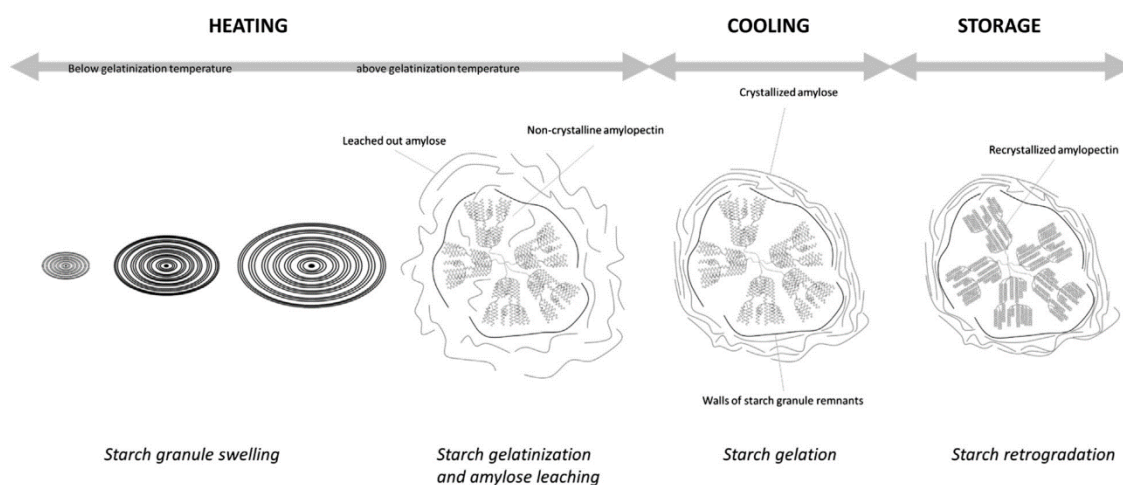 HEATING
COOLING
STORAGE
Below gelatinization temperature
above gelatinization temperature
Crystallized amylose
Leached out amylose
Non-crystalline amylopectin
Recrystallized amylopectin
Walls of starch granule remnants
Starch granule swelling
Starch gelatinization
and amylose leaching
Starch gelation
Starch retrogradation